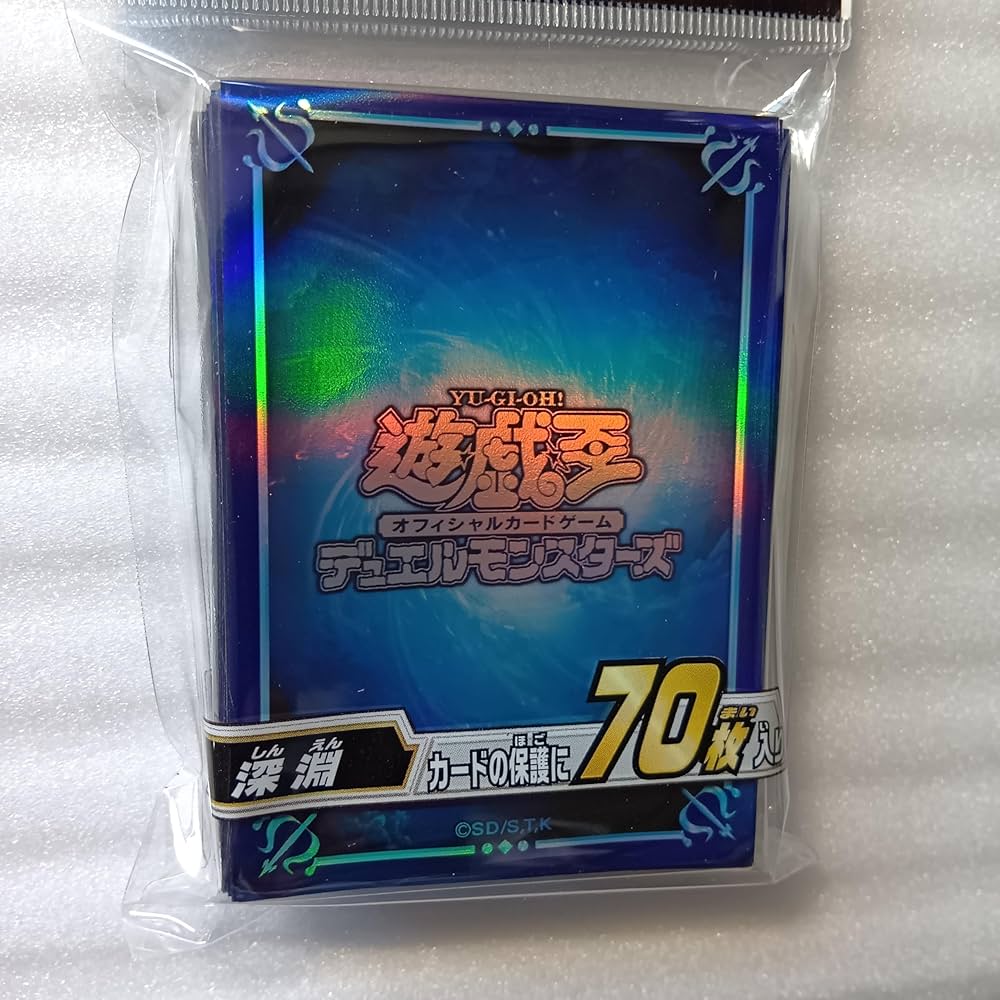 YU-GI-OH!
遊戯王
オフィシャルカードゲーム
デュエルモンスターズ
しん えん
深淵
ほご
カードの保護に
まい
70枚入り
©SD/S,T,K